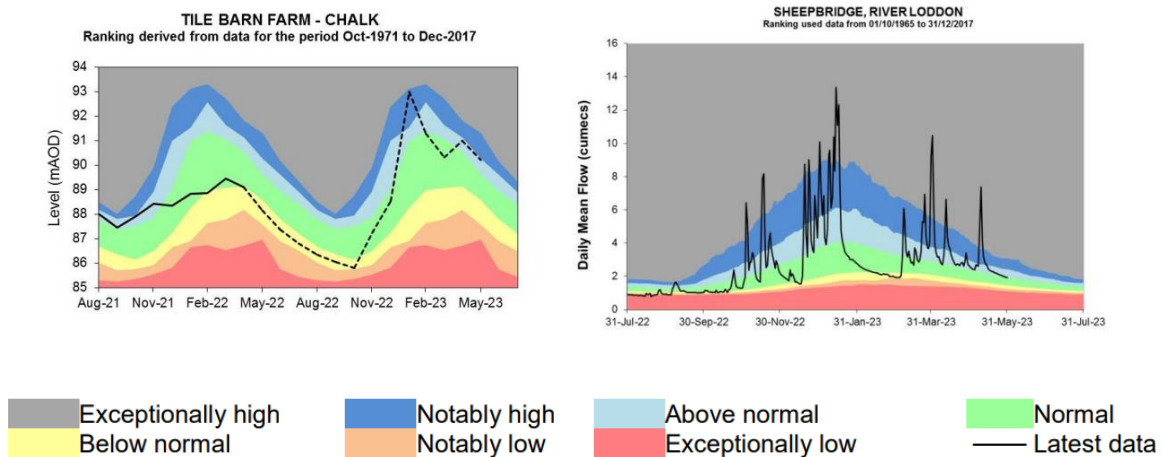 TILE BARN FARM - CHALK
Ranking derived from data for the period Oct-1971 to Dec-2017
Level (mAOD)
94
93
92
91
90
89
88
87
86
85
Aug-21 Nov-21 Feb-22 May-22 Aug-22 Nov-22 Feb-23 May-23
SHEEPBRIDGE, RIVER LODDON
Ranking used data from 01/10/1965 to 31/12/2017
Daily Mean Flow (cumecs)
16
14
12
10
8
6
4
2
0
31-Jul-22 30-Sep-22 30-Nov-22 31-Jan-23 31-Mar-23 31-May-23 31-Jul-23
Exceptionally high Notably high Above normal Normal
Below normal Notably low Exceptionally low Latest data